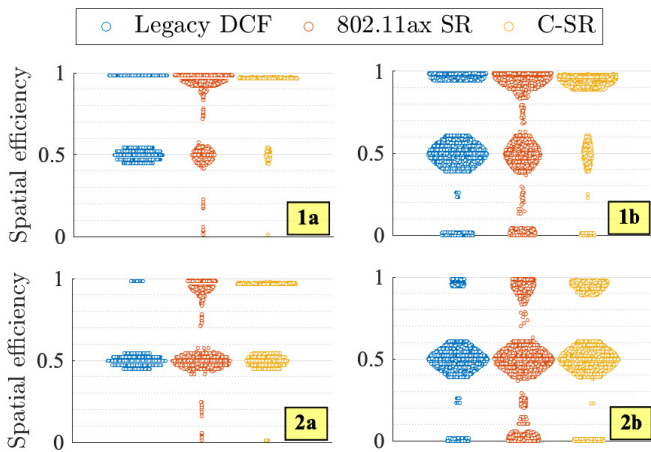 Legacy DCF 802.11ax SR C-SR
Spatial efficiency
1
0.5
0
1a
1
0.5
0
1b
Spatial efficiency
1
0.5
0
2a
1
0.5
0
2b